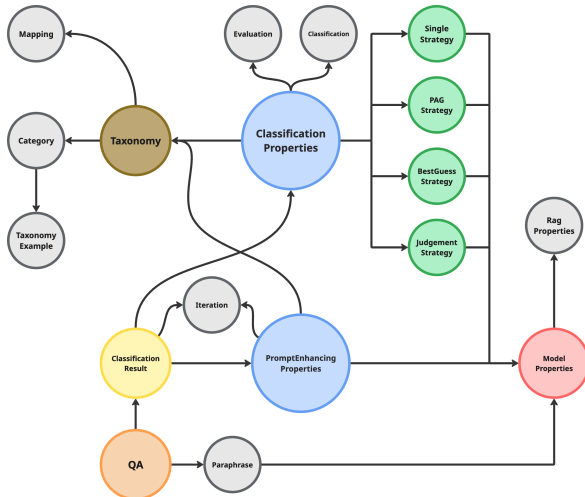 Mapping
Evaluation
Classification
Single
Strategy
PAG
Strategy
Category
Taxonomy
Classification
Properties
BestGuess
Strategy
Taxonomy
Example
Judgement
Strategy
Rag
Properties
Iteration
Classification
Result
PromptEnhancing
Properties
Model
Properties
QA
Paraphrase